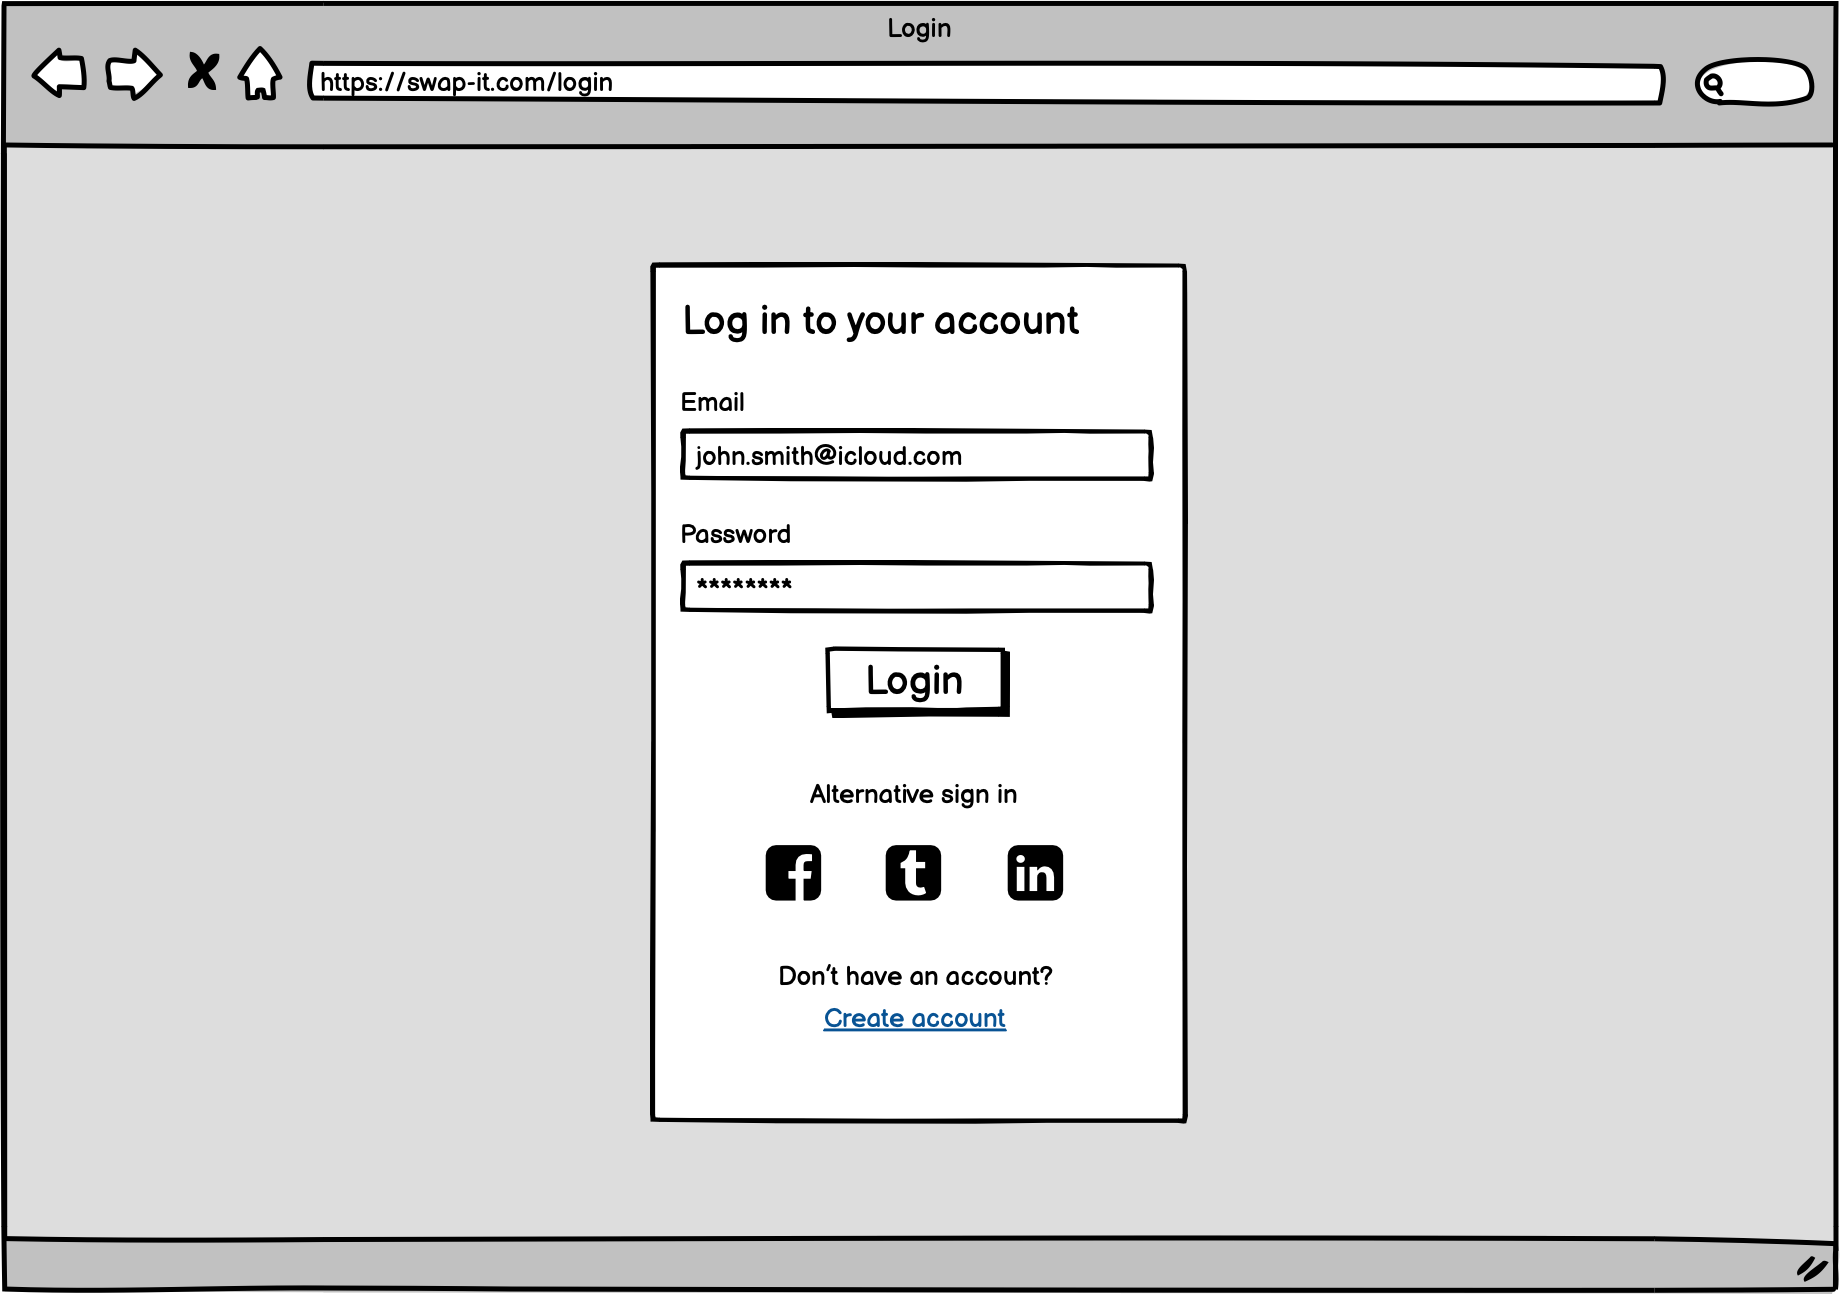 Login
https://swap-it.com/login
Log in to your account
Email
john.smith@icloud.com
Password
********
Login
Alternative sign in
f t in
Don't have an account?
Create account